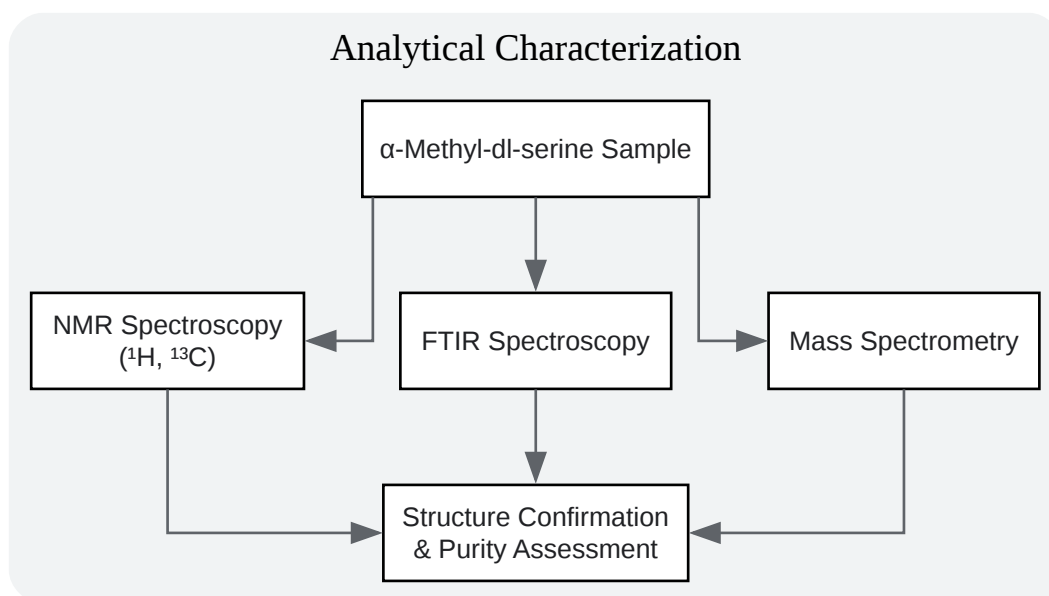 Analytical Characterization
α-Methyl-dl-serine Sample
NMR Spectroscopy
(¹H, ¹³C)
FTIR Spectroscopy
Mass Spectrometry
Structure Confirmation
& Purity Assessment